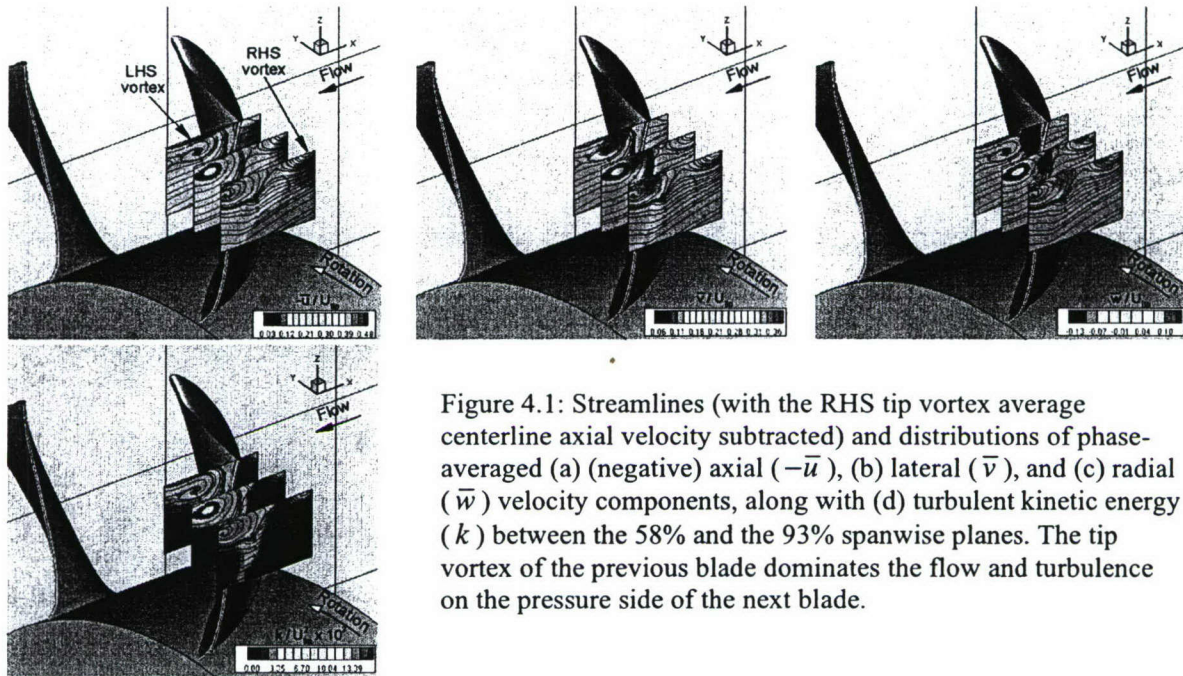 LHS vortex
RHS vortex
Z
Y
X
Flow
Rotation
0.03 0.12 0.21 0.30 0.39 0.48
Z
Y
X
Flow
Rotation
0.06 0.11 0.16 0.21 0.26 0.31 0.36
Z
Y
X
Flow
Rotation
-0.13 -0.07 -0.01 0.04 0.10
Z
Y
X
Flow
Rotation
0.00 3.35 6.70 10.04 13.39
Figure 4.1: Streamlines (with the RHS tip vortex average
centerline axial velocity subtracted) and distributions of phase-
averaged (a) (negative) axial (−u̅), (b) lateral (v̅), and (c) radial
(w̅) velocity components, along with (d) turbulent kinetic energy
(k) between the 58% and the 93% spanwise planes. The tip
vortex of the previous blade dominates the flow and turbulence
on the pressure side of the next blade.